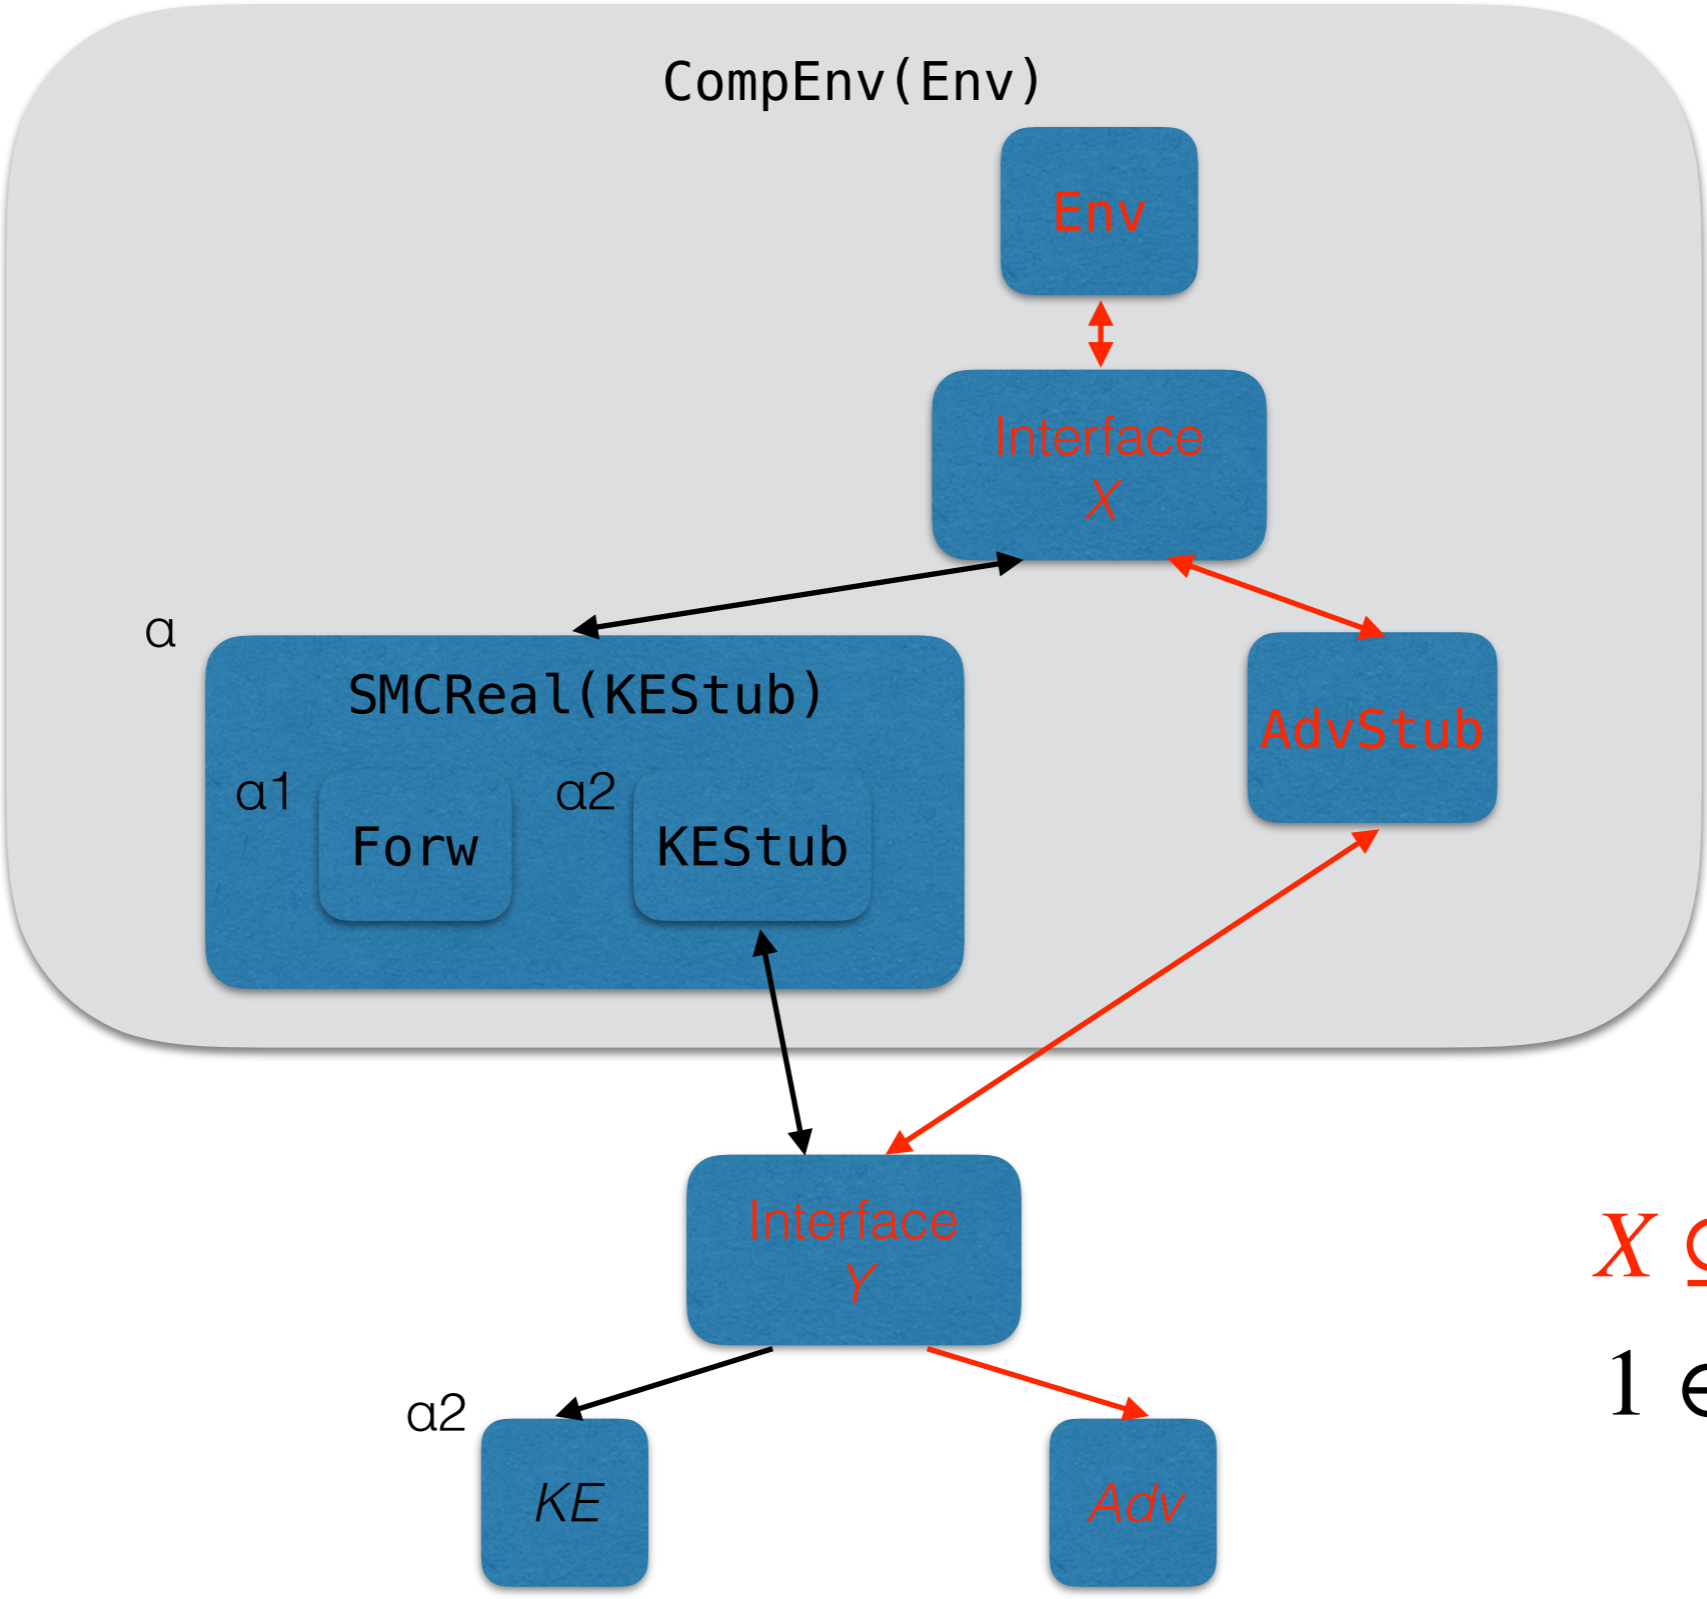 CompEnv(Env)
Env
Interface
X
α
SMCReal(KEStub)
α1
Forw
α2
KEStub
AdvStub
Interface
Y
X
1
α2
KE
Adv